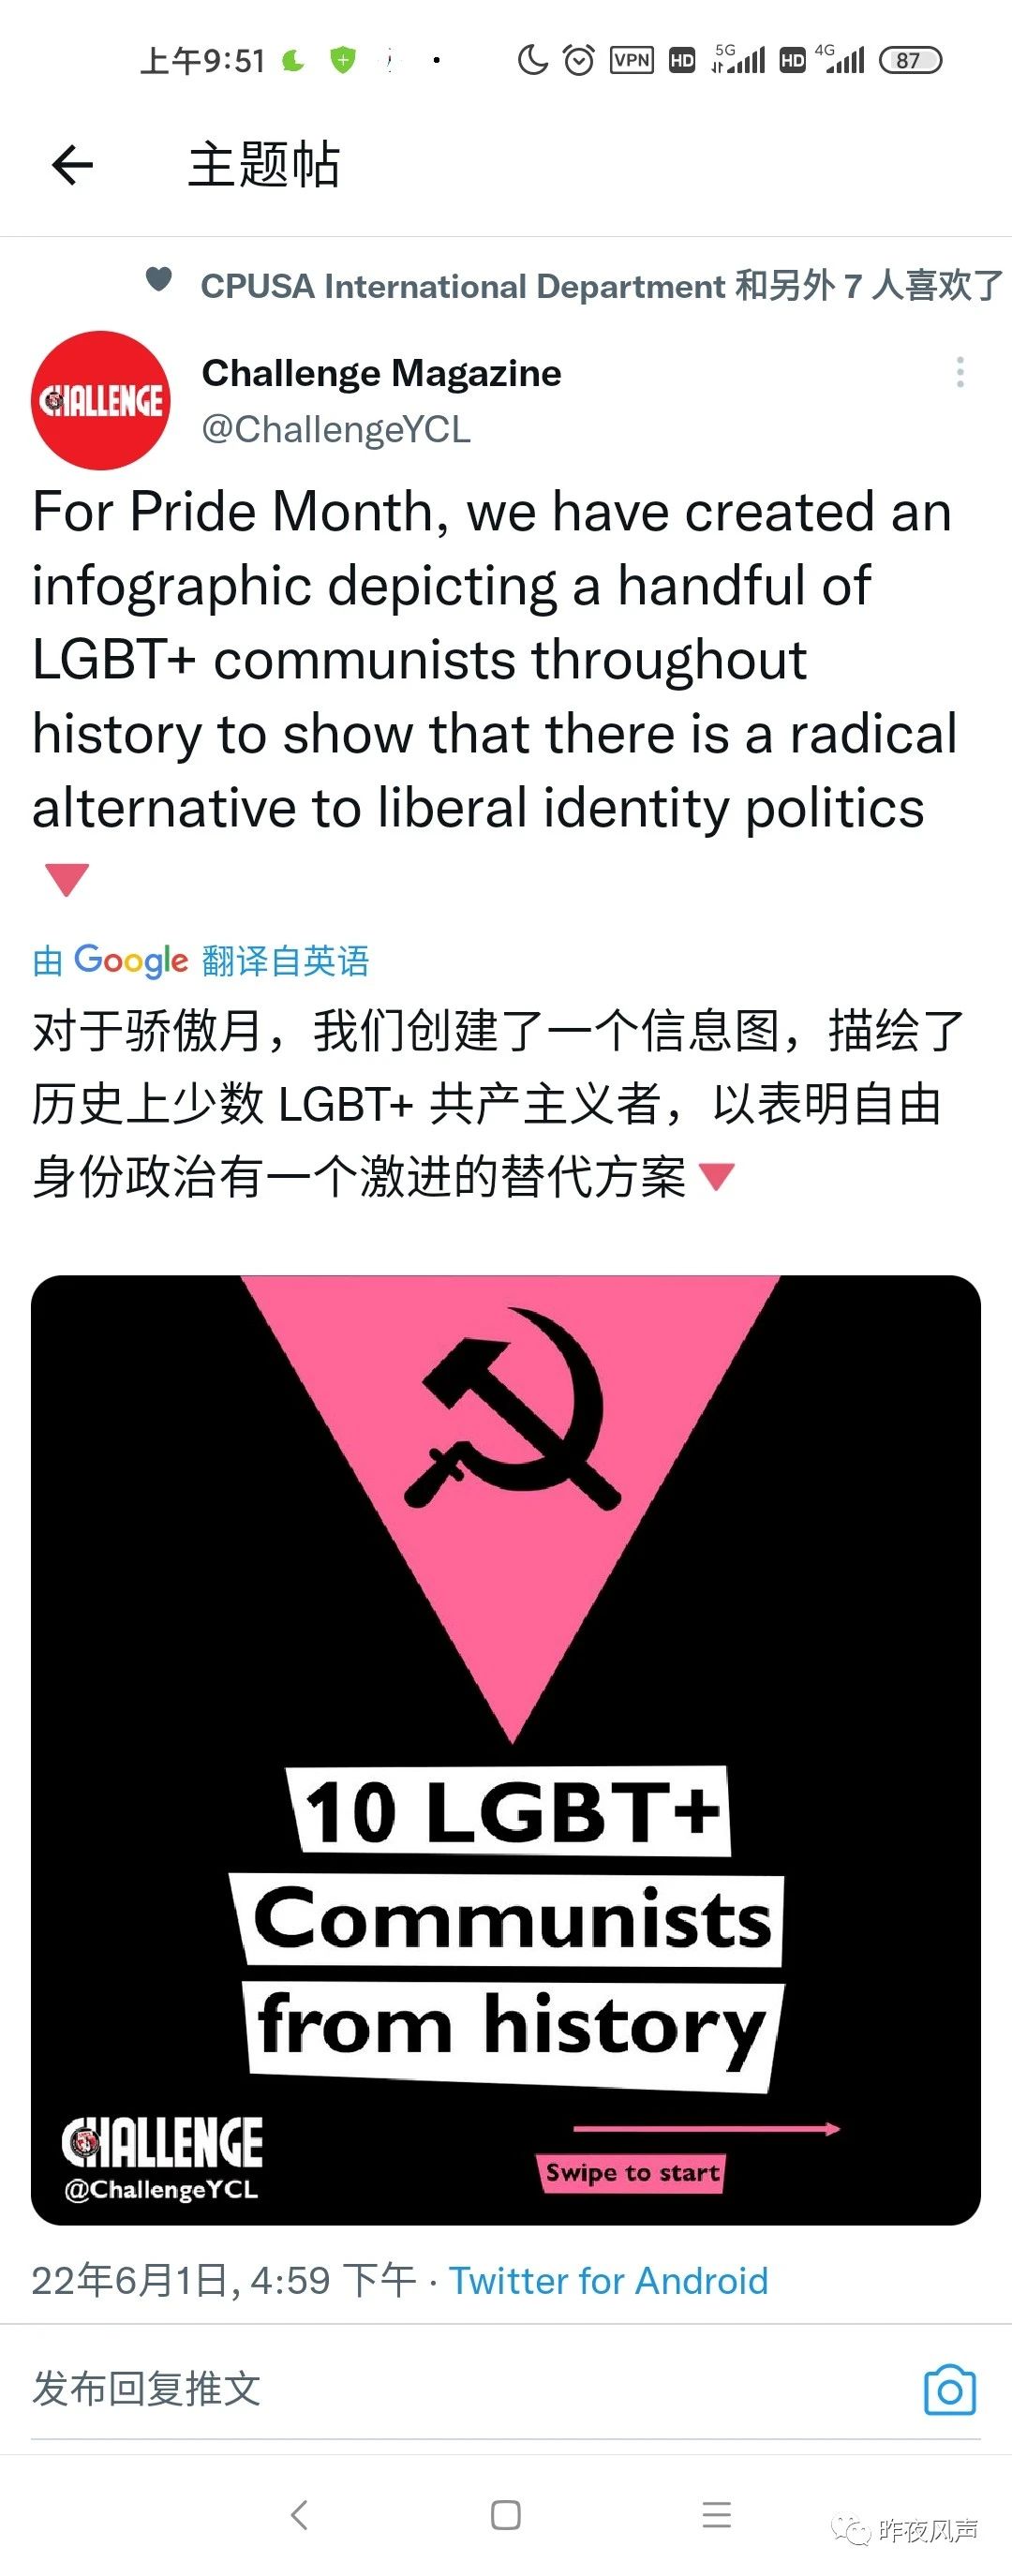 上午9:51 VPN HD 5G HD 4G 87
主题帖
CPUSA International Department 和另外 7 人喜欢了
CHALLENGE
Challenge Magazine
@ChallengeYCL
For Pride Month, we have created an
infographic depicting a handful of
LGBT+ communists throughout
history to show that there is a radical
alternative to liberal identity politics
由 Google 翻译自英语
对于骄傲月，我们创建了一个信息图，描绘了
历史上少数 LGBT+ 共产主义者，以表明自由
身份政治有一个激进的替代方案
10 LGBT+
Communists
from history
CHALLENGE
@ChallengeYCL
Swipe to start
22年6月1日, 4:59 下午 · Twitter for Android
发布回复推文
昨夜风声